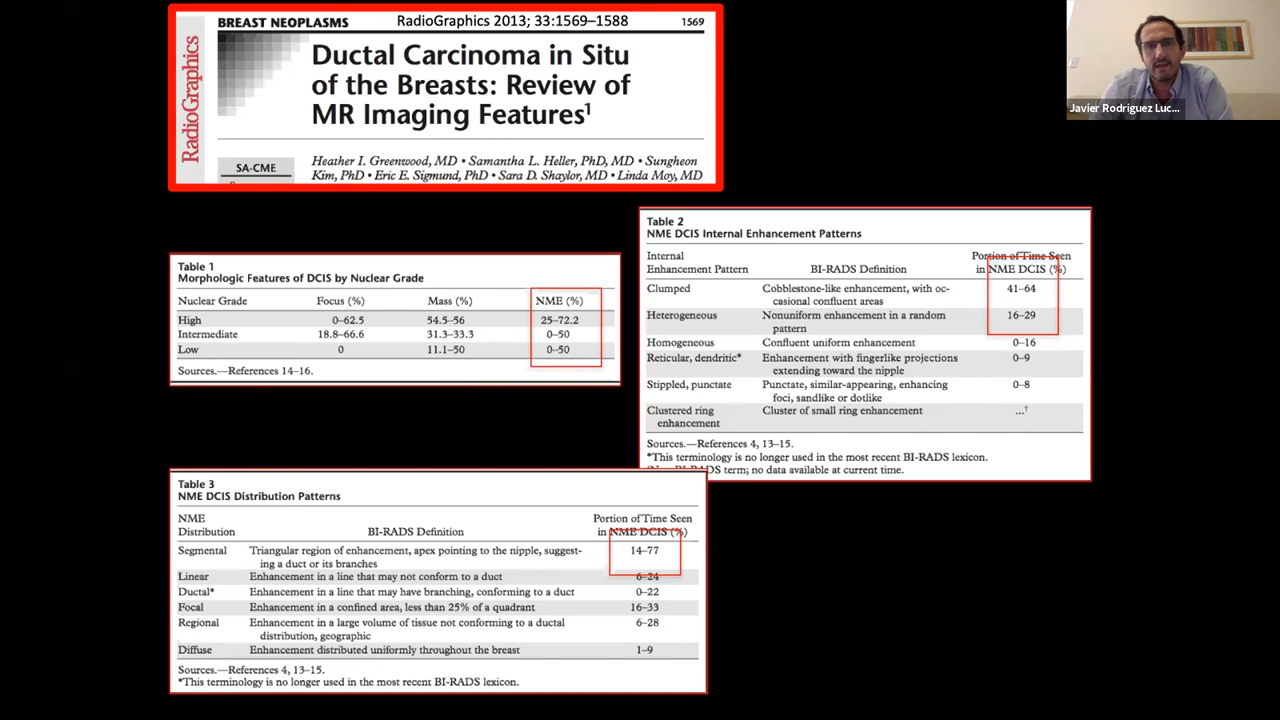 BREAST NEOPLASMS RadioGraphics 2013; 33:1569–1588 1569
RadioGraphics
Ductal Carcinoma in Situ
of the Breasts: Review of
MR Imaging Features¹
SA-CME
Heather I. Greenwood, MD • Samantha L. Heller, PhD, MD • Sungheon
Kim, PhD • Eric E. Sigmund, PhD • Sara D. Shaylor, MD • Linda Moy, MD
Javier Rodríguez Luc...
Table 1
Morphologic Features of DCIS by Nuclear Grade
Nuclear Grade Focus (%) Mass (%) NME (%)
High 0–62.5 54.5–56 25–72.2
Intermediate 18.8–66.6 31.3–33.3 0–50
Low 0 11.1–50 0–50
Sources.—References 14–16.
Table 2
NME DCIS Internal Enhancement Patterns
Internal Portion of Time Seen
Enhancement Pattern BI-RADS Definition in NME DCIS (%)
Clumped Cobblestone-like enhancement, with oc- 41–64
casional confluent areas
Heterogeneous Nonuniform enhancement in a random 16–29
pattern
Homogeneous Confluent uniform enhancement 0–16
Reticular, dendritic* Enhancement with fingerlike projections 0–9
extending toward the nipple
Stippled, punctate Punctate, similar-appearing, enhancing 0–8
foci, sandlike or dotlike
Clustered ring Cluster of small ring enhancement ...†
enhancement
Sources.—References 4, 13–15.
*This terminology is no longer used in the most recent BI-RADS lexicon.
BI-RADS term; no data available at current time.
Table 3
NME DCIS Distribution Patterns
NME Portion of Time Seen
Distribution BI-RADS Definition in NME DCIS (%)
Segmental Triangular region of enhancement, apex pointing to the nipple, suggest- 14–77
ing a duct or its branches
Linear Enhancement in a line that may not conform to a duct 6–24
Ductal* Enhancement in a line that may have branching, conforming to a duct 0–22
Focal Enhancement in a confined area, less than 25% of a quadrant 16–33
Regional Enhancement in a large volume of tissue not conforming to a ductal 6–28
distribution, geographic
Diffuse Enhancement distributed uniformly throughout the breast 1–9
Sources.—References 4, 13–15.
*This terminology is no longer used in the most recent BI-RADS lexicon.